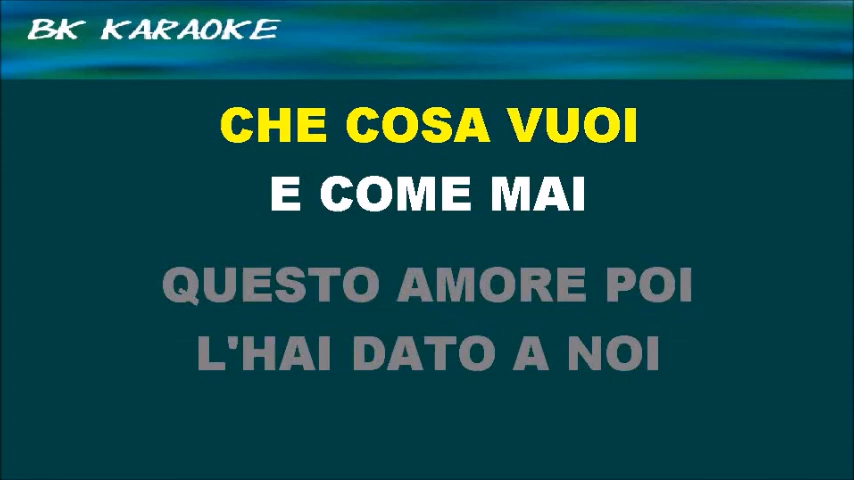 BK KARAOKE
CHE COSA VUOI
E COME MAI
QUESTO AMORE POI
L'HAI DATO A NOI